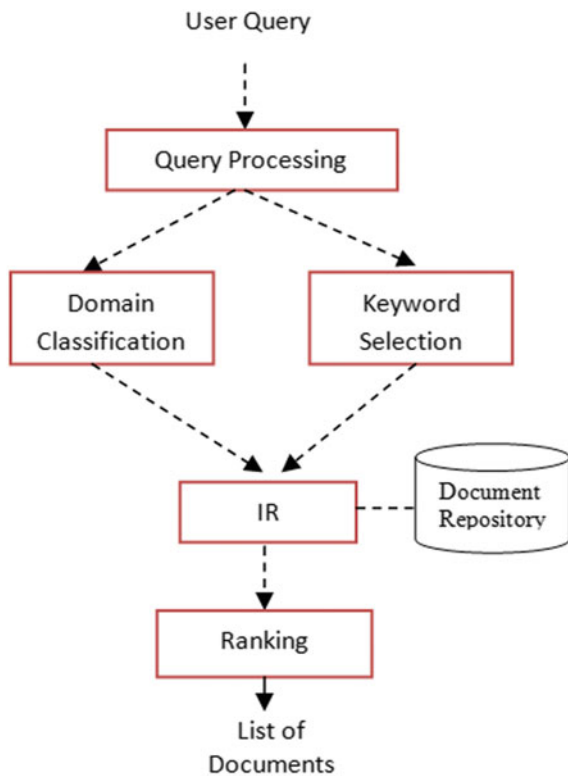 User Query
Query Processing
Domain
Classification
Keyword
Selection
IR
Document
Repository
Ranking
List of
Documents